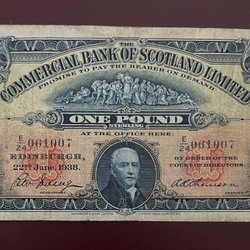 THE
COMMERCIAL BANK OF SCOTLAND LIMITED
PROMISE TO PAY THE BEARER ON DEMAND
ONE POUND
STERLING
AT THE OFFICE HERE
E/24 061007
E/24 061007
EDINBURGH,
22nd June, 1938.
BY ORDER OF THE
COURT OF DIRECTORS.